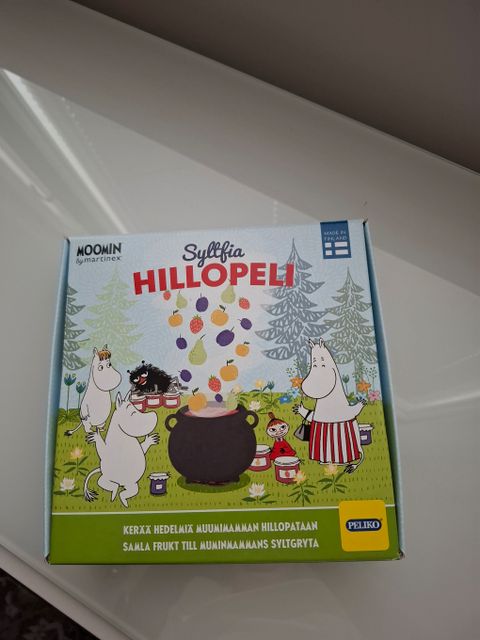 MOOMIN
by martinex
Syltfia
HILLOPELI
MADE IN
FINLAND
KERÄÄ HEDELMIÄ MUUMIMAMMAN HILLOPATAAN
SAMLA FRUKT TILL MUMINMAMMANS SYLTGRYTA
PELIKO